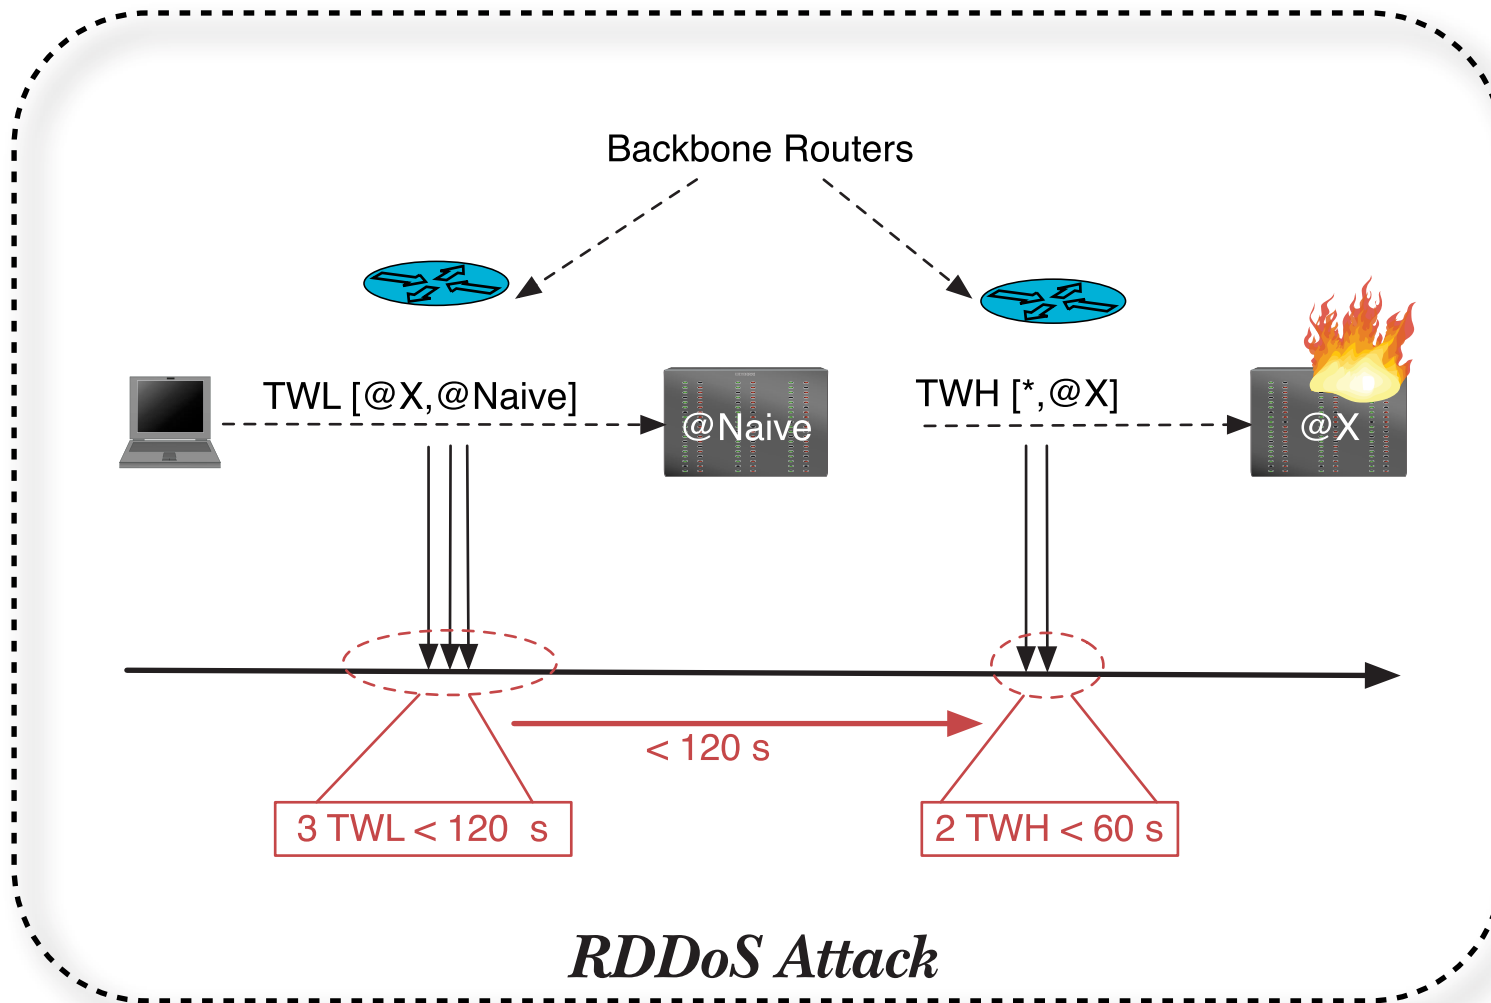 Backbone Routers
TWL [@X,@Naive]
@Naive
TWH [*,@X]
@X
< 120 s
3 TWL < 120 s
2 TWH < 60 s
RDDoS Attack